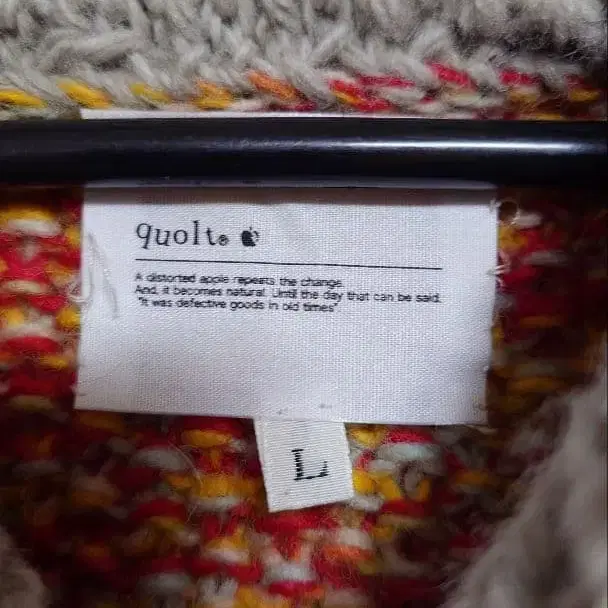 quolt®
A distorted apple repeats the change.
And, it becomes natural. Until the day that can be said.
"It was defective goods in old times".
L